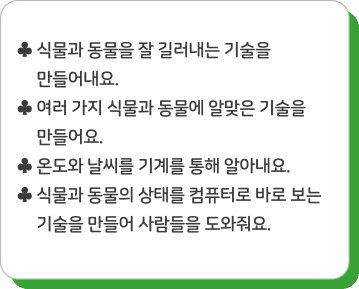 ♣ 식물과 동물을 잘 길러내는 기술을
만들어내요.
♣ 여러 가지 식물과 동물에 알맞은 기술을
만들어요.
♣ 온도와 날씨를 기계를 통해 알아내요.
♣ 식물과 동물의 상태를 컴퓨터로 바로 보는
기술을 만들어 사람들을 도와줘요.